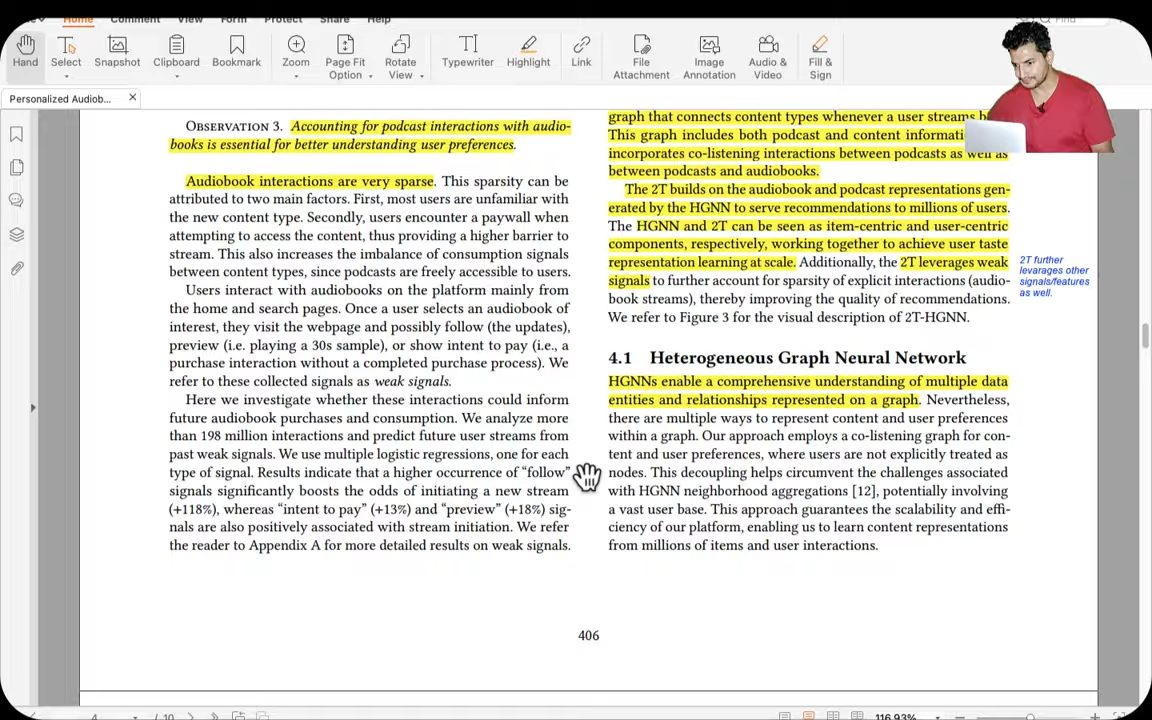 Home Comment View Form Protect Share Help
Find
Hand Select Snapshot Clipboard Bookmark Zoom Page Fit Option Rotate View Typewriter Highlight Link File Attachment Image Annotation Audio & Video Fill & Sign
Personalized Audiob...
OBSERVATION 3. Accounting for podcast interactions with audio-
books is essential for better understanding user preferences.
Audiobook interactions are very sparse. This sparsity can be
attributed to two main factors. First, most users are unfamiliar with
the new content type. Secondly, users encounter a paywall when
attempting to access the content, thus providing a higher barrier to
stream. This also increases the imbalance of consumption signals
between content types, since podcasts are freely accessible to users.
Users interact with audiobooks on the platform mainly from
the home and search pages. Once a user selects an audiobook of
interest, they visit the webpage and possibly follow (the updates),
preview (i.e. playing a 30s sample), or show intent to pay (i.e., a
purchase interaction without a completed purchase process). We
refer to these collected signals as weak signals.
Here we investigate whether these interactions could inform
future audiobook purchases and consumption. We analyze more
than 198 million interactions and predict future user streams from
past weak signals. We use multiple logistic regressions, one for each
type of signal. Results indicate that a higher occurrence of “follow”
signals significantly boosts the odds of initiating a new stream
(+118%), whereas “intent to pay” (+13%) and “preview” (+18%) sig-
nals are also positively associated with stream initiation. We refer
the reader to Appendix A for more detailed results on weak signals.
graph that connects content types whenever a user streams
This graph includes both podcast and content
incorporates co-listening interactions between podcasts as well as
between podcasts and audiobooks.
The 2T builds on the audiobook and podcast representations gen-
erated by the HGNN to serve recommendations to millions of users.
The HGNN and 2T can be seen as item-centric and user-centric
components, respectively, working together to achieve user taste
representation learning at scale. Additionally, the 2T leverages weak
signals to further account for sparsity of explicit interactions (audio-
book streams), thereby improving the quality of recommendations.
We refer to Figure 3 for the visual description of 2T-HGNN.
2T further
levarages other
signals/features
as well.
4.1 Heterogeneous Graph Neural Network
HGNNs enable a comprehensive understanding of multiple data
entities and relationships represented on a graph. Nevertheless,
there are multiple ways to represent content and user preferences
within a graph. Our approach employs a co-listening graph for con-
tent and user preferences, where users are not explicitly treated as
nodes. This decoupling helps circumvent the challenges associated
with HGNN neighborhood aggregations [12], potentially involving
a vast user base. This approach guarantees the scalability and effi-
ciency of our platform, enabling us to learn content representations
from millions of items and user interactions.
406
4 / 10
116.93%